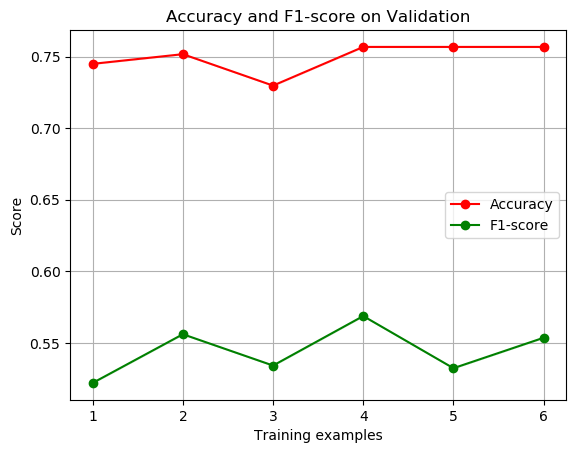 Accuracy and F1-score on Validation
0.75
0.70
0.65
0.60
0.55
Score
Accuracy
F1-score
1 2 3 4 5 6
Training examples